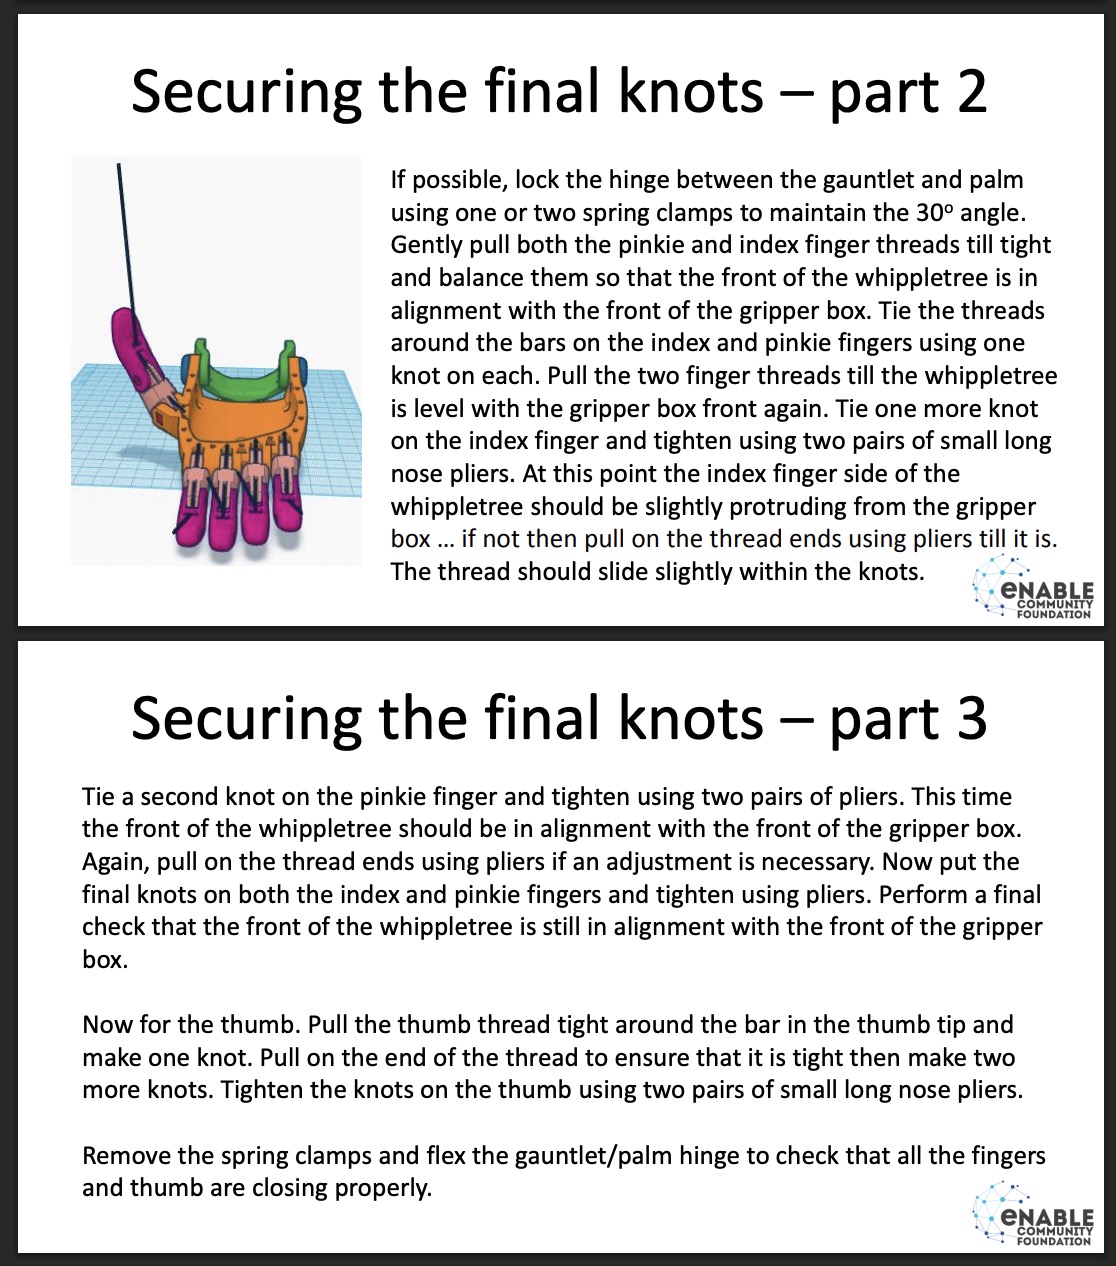 Securing the final knots – part 2
If possible, lock the hinge between the gauntlet and palm
using one or two spring clamps to maintain the 30º angle.
Gently pull both the pinkie and index finger threads till tight
and balance them so that the front of the whippletree is in
alignment with the front of the gripper box. Tie the threads
around the bars on the index and pinkie fingers using one
knot on each. Pull the two finger threads till the whippletree
is level with the gripper box front again. Tie one more knot
on the index finger and tighten using two pairs of small long
nose pliers. At this point the index finger side of the
whippletree should be slightly protruding from the gripper
box ... if not then pull on the thread ends using pliers till it is.
The thread should slide slightly within the knots.
eNABLE
COMMUNITY
FOUNDATION
Securing the final knots – part 3
Tie a second knot on the pinkie finger and tighten using two pairs of pliers. This time
the front of the whippletree should be in alignment with the front of the gripper box.
Again, pull on the thread ends using pliers if an adjustment is necessary. Now put the
final knots on both the index and pinkie fingers and tighten using pliers. Perform a final
check that the front of the whippletree is still in alignment with the front of the gripper
box.
Now for the thumb. Pull the thumb thread tight around the bar in the thumb tip and
make one knot. Pull on the end of the thread to ensure that it is tight then make two
more knots. Tighten the knots on the thumb using two pairs of small long nose pliers.
Remove the spring clamps and flex the gauntlet/palm hinge to check that all the fingers
and thumb are closing properly.
eNABLE
COMMUNITY
FOUNDATION